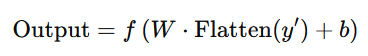 Output = f (W · Flatten(y′) + b)